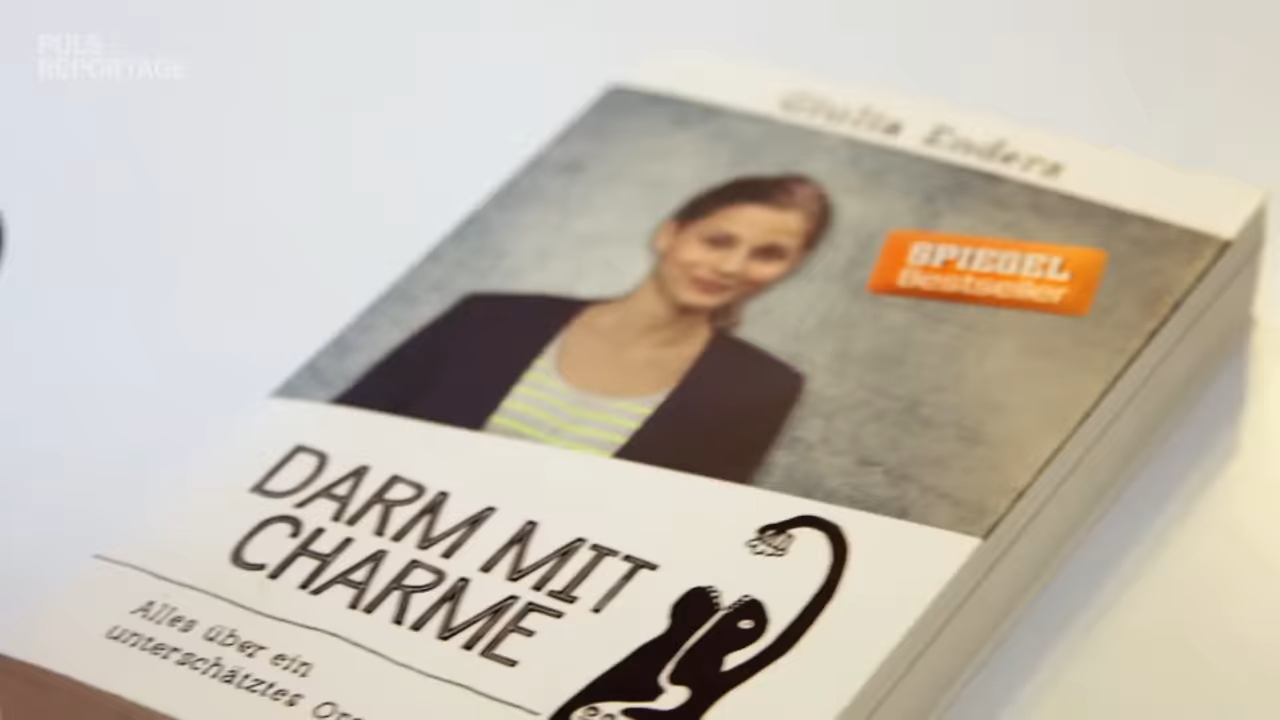 PULS
REPORTAGE
Giulia Enders
SPIEGEL
Bestseller
DARM MIT
CHARME
Alles über ein
unterschätztes